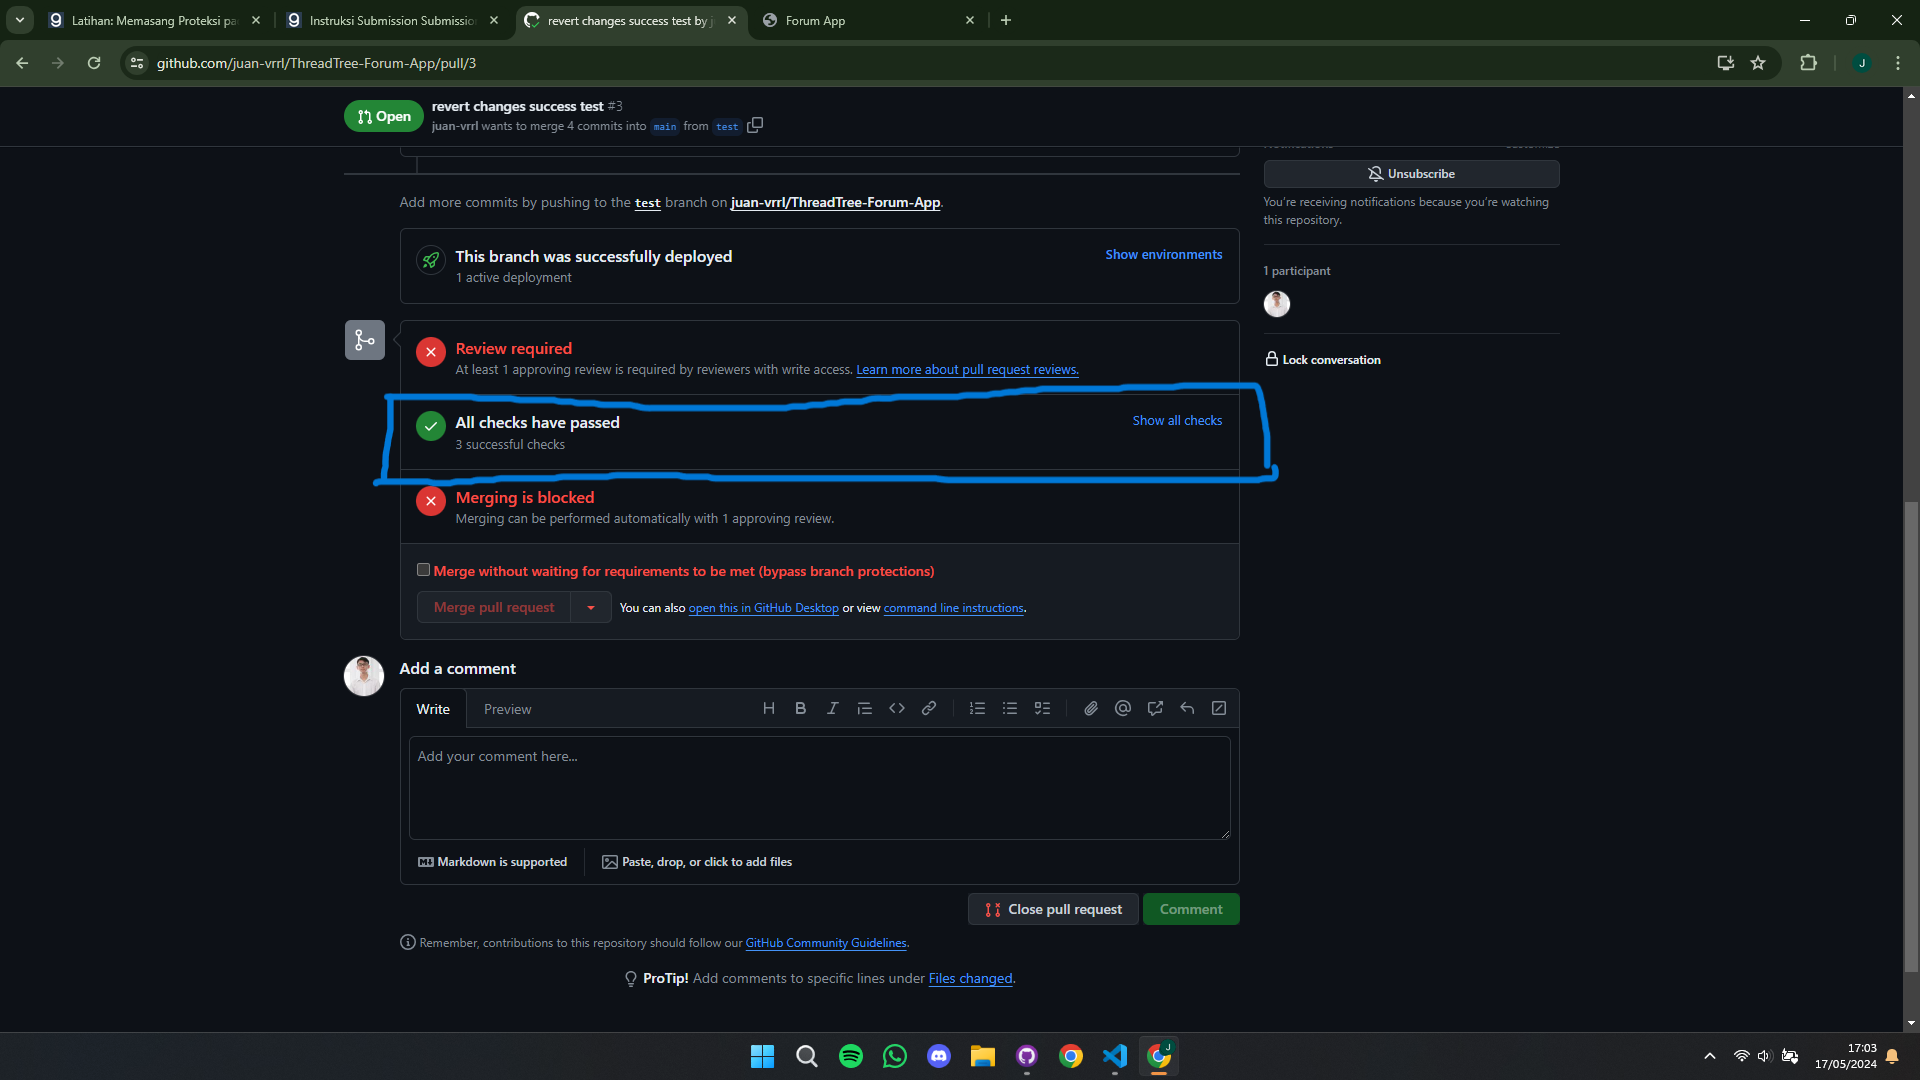 Latihan: Memasang Proteksi pa
Instruksi Submission Submissio
revert changes success test by j
Forum App
github.com/juan-vrrl/ThreadTree-Forum-App/pull/3
J
Open
revert changes success test #3
juan-vrrl wants to merge 4 commits into main from test
Notifications
Customize
Unsubscribe
You're receiving notifications because you're watching
this repository.
Add more commits by pushing to the test branch on juan-vrrl/ThreadTree-Forum-App.
This branch was successfully deployed
Show environments
1 active deployment
1 participant
Review required
At least 1 approving review is required by reviewers with write access. Learn more about pull request reviews.
Lock conversation
All checks have passed
Show all checks
3 successful checks
Merging is blocked
Merging can be performed automatically with 1 approving review.
Merge without waiting for requirements to be met (bypass branch protections)
Merge pull request
You can also open this in GitHub Desktop or view command line instructions.
Add a comment
Write
Preview
Add your comment here...
Markdown is supported
Paste, drop, or click to add files
Close pull request
Comment
Remember, contributions to this repository should follow our GitHub Community Guidelines.
ProTip! Add comments to specific lines under Files changed.
J
17:03
17/05/2024